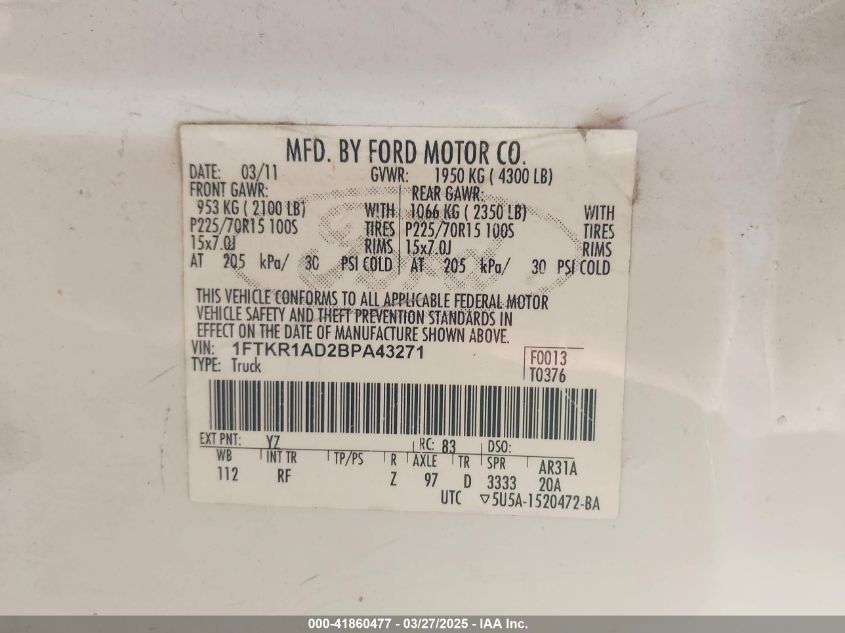 MFD. BY FORD MOTOR CO.
DATE: 03/11 GVWR: 1950 KG ( 4300 LB)
FRONT GAWR: REAR GAWR:
953 KG ( 2100 LB) WITH 1066 KG ( 2350 LB) WITH
P225/70R15 100S TIRES P225/70R15 100S TIRES
15x7.0J RIMS 15x7.0J RIMS
AT 205 kPa/ 30 PSI COLD AT 205 kPa/ 30 PSI COLD
THIS VEHICLE CONFORMS TO ALL APPLICABLE FEDERAL MOTOR
VEHICLE SAFETY AND THEFT PREVENTION STANDARDS IN
EFFECT ON THE DATE OF MANUFACTURE SHOWN ABOVE.
VIN: 1FTKR1AD2BPA43271 F0013
TYPE: Truck T0376
EXT PNT: YZ RC: 83 DSO:
WB INT TR TP/PS R AXLE TR SPR AR31A
112 RF Z 97 D 3333 20A
UTC ▽5U5A-1520472-BA
000-41860477 - 03/27/2025 - IAA Inc.